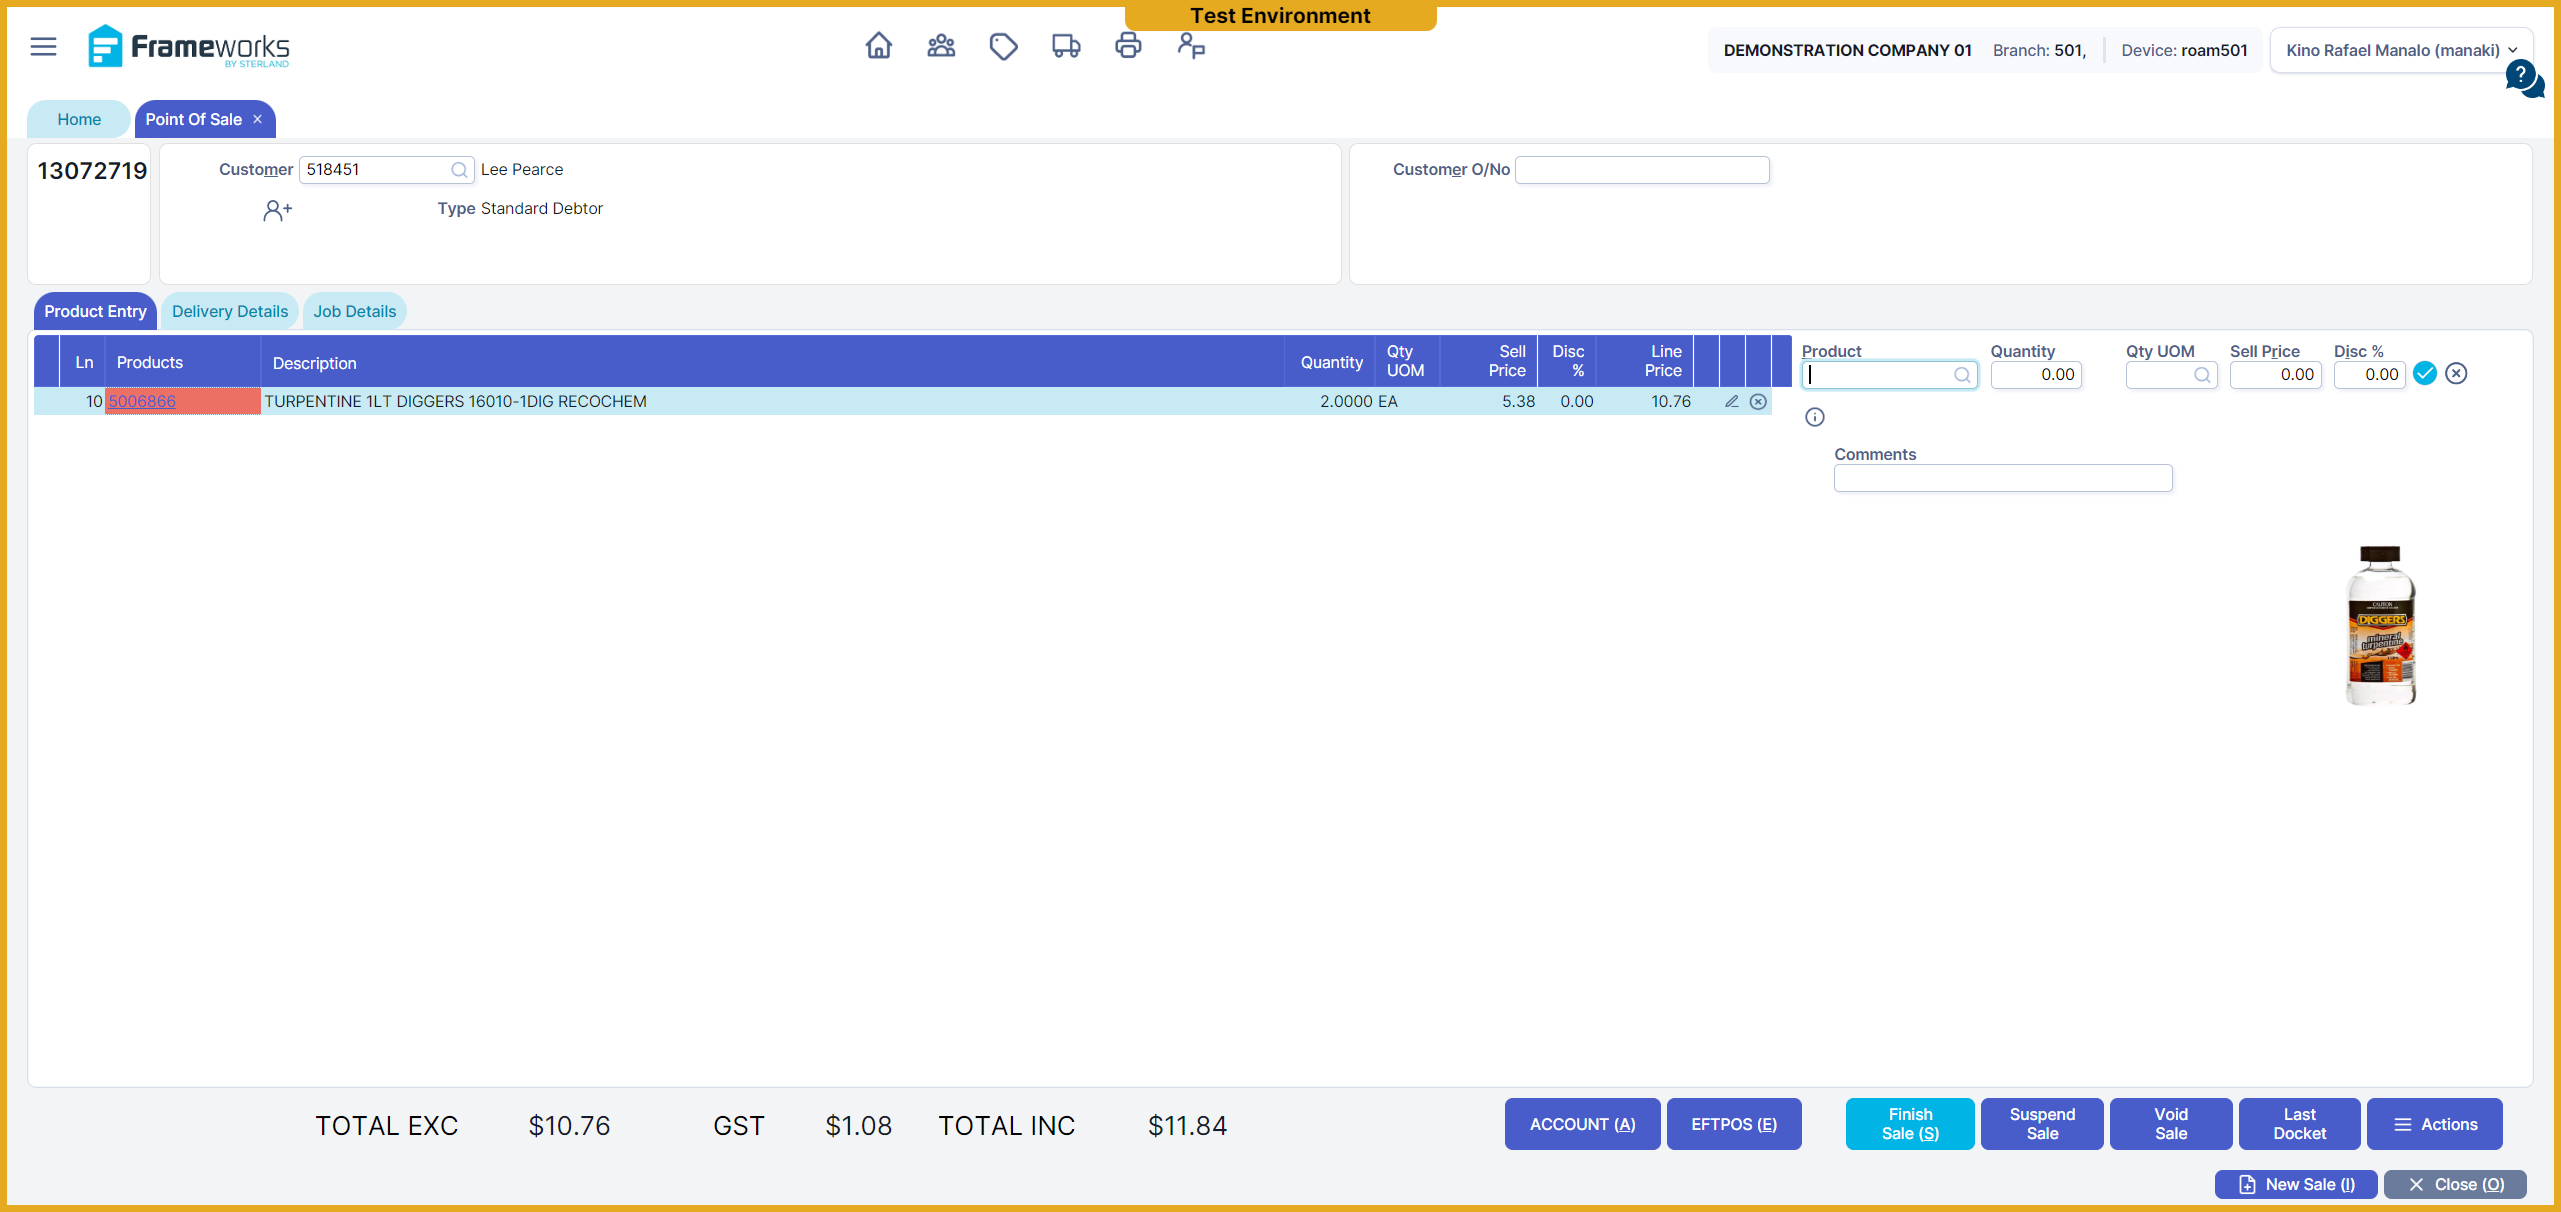 Test Environment
Frameworks
BY STERLAND
DEMONSTRATION COMPANY 01 Branch: 501, Device: roam501
Kino Rafael Manalo (manaki)
?
Home
Point Of Sale ×
13072719
Customer 518451 Lee Pearce
Type Standard Debtor
Customer O/No
Product Entry Delivery Details Job Details
Ln Products Description Quantity Qty UOM Sell Price Disc % Line Price
10 5006866 TURPENTINE 1LT DIGGERS 16010-1DIG RECOCHEM 2.0000 EA 5.38 0.00 10.76
Product Quantity Qty UOM Sell Price Disc %
0.00 0.00 0.00
Comments
CAUTION
DIGGERS
mineral
turpentine
TOTAL EXC $10.76 GST $1.08 TOTAL INC $11.84
ACCOUNT (A) EFTPOS (E)
Finish Sale (S)
Suspend Sale
Void Sale
Last Docket
Actions
New Sale (I) Close (O)